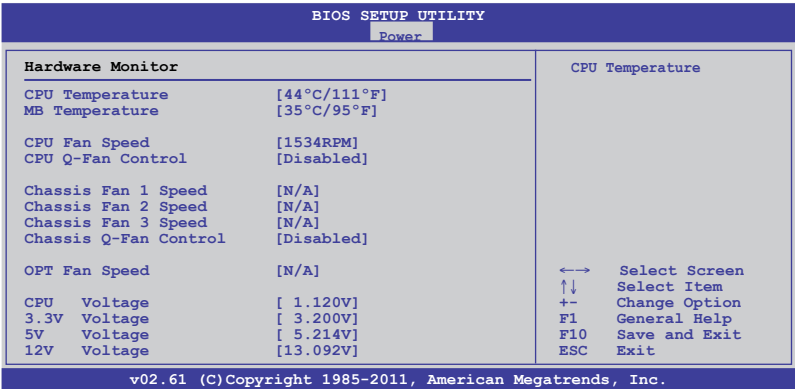 BIOS SETUP UTILITY
Power
Hardware Monitor
CPU Temperature [44°C/111°F]
MB Temperature [35°C/95°F]
CPU Fan Speed [1534RPM]
CPU Q-Fan Control [Disabled]
Chassis Fan 1 Speed [N/A]
Chassis Fan 2 Speed [N/A]
Chassis Fan 3 Speed [N/A]
Chassis Q-Fan Control [Disabled]
OPT Fan Speed [N/A]
CPU Voltage [ 1.120V]
3.3V Voltage [ 3.200V]
5V Voltage [ 5.214V]
12V Voltage [13.092V]
CPU Temperature
←→ Select Screen
↑↓ Select Item
+- Change Option
F1 General Help
F10 Save and Exit
ESC Exit
v02.61 (C)Copyright 1985-2011, American Megatrends, Inc.